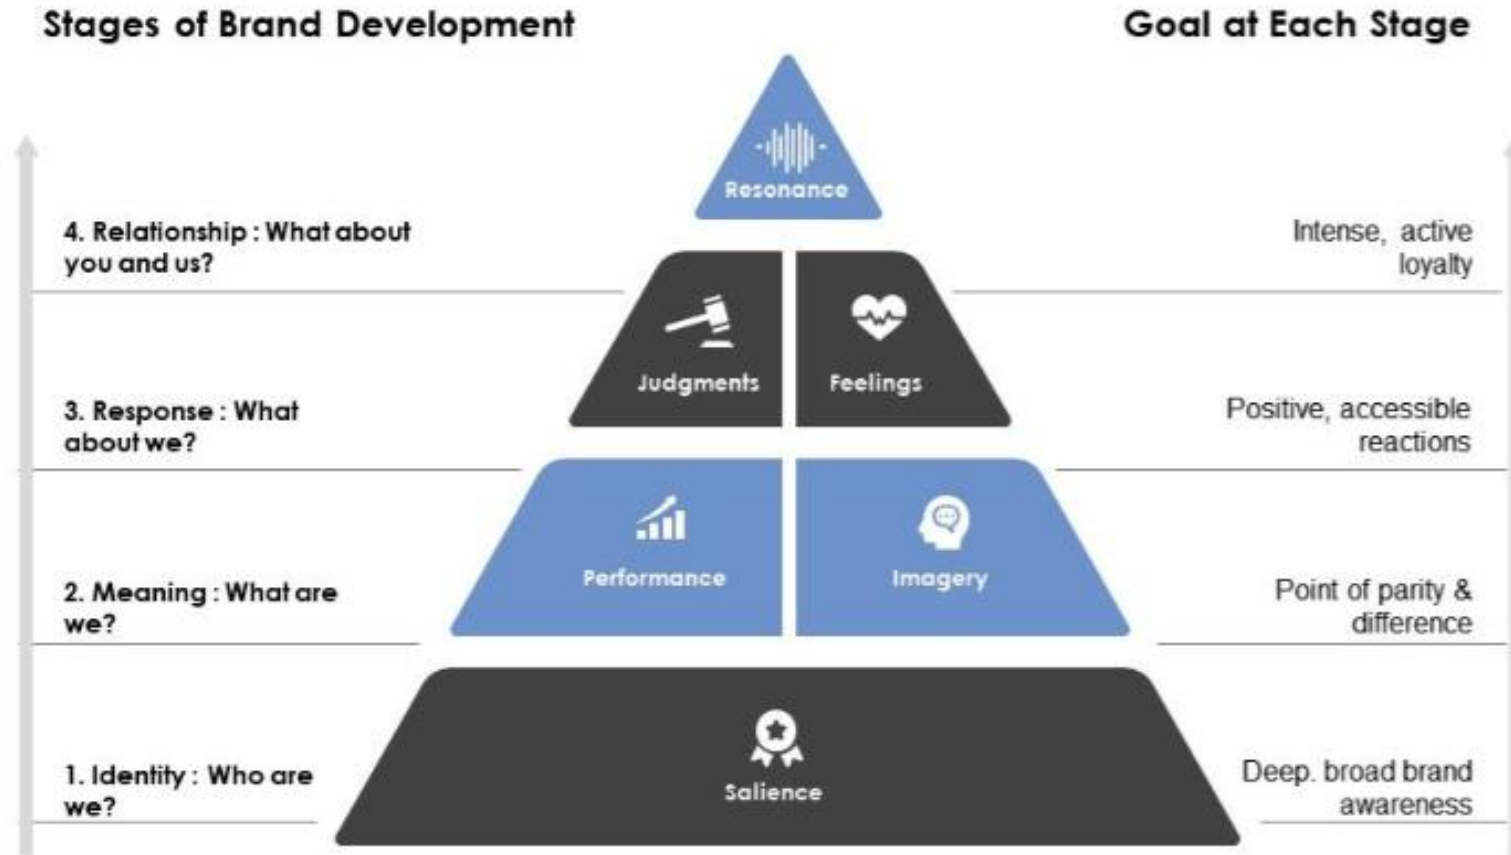 Stages of Brand Development
Goal at Each Stage
Resonance
4. Relationship : What about
you and us?
Intense, active
loyalty
Judgments
Feelings
3. Response : What
about we?
Positive, accessible
reactions
Performance
Imagery
2. Meaning : What are
we?
Point of parity &
difference
Salience
1. Identity : Who are
we?
Deep. broad brand
awareness